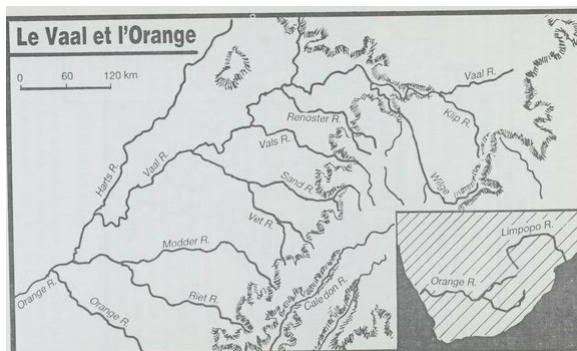 Le Vaal et l'Orange
0 60 120 km
Harts R.
Vaal R.
Renoster R.
Vals R.
Sand R.
Vet R.
Vaal R.
Klip R.
Wilge
Modder R.
Riet R.
Caledon R.
Orange R.
Orange R.
Limpopo R.
Orange R.